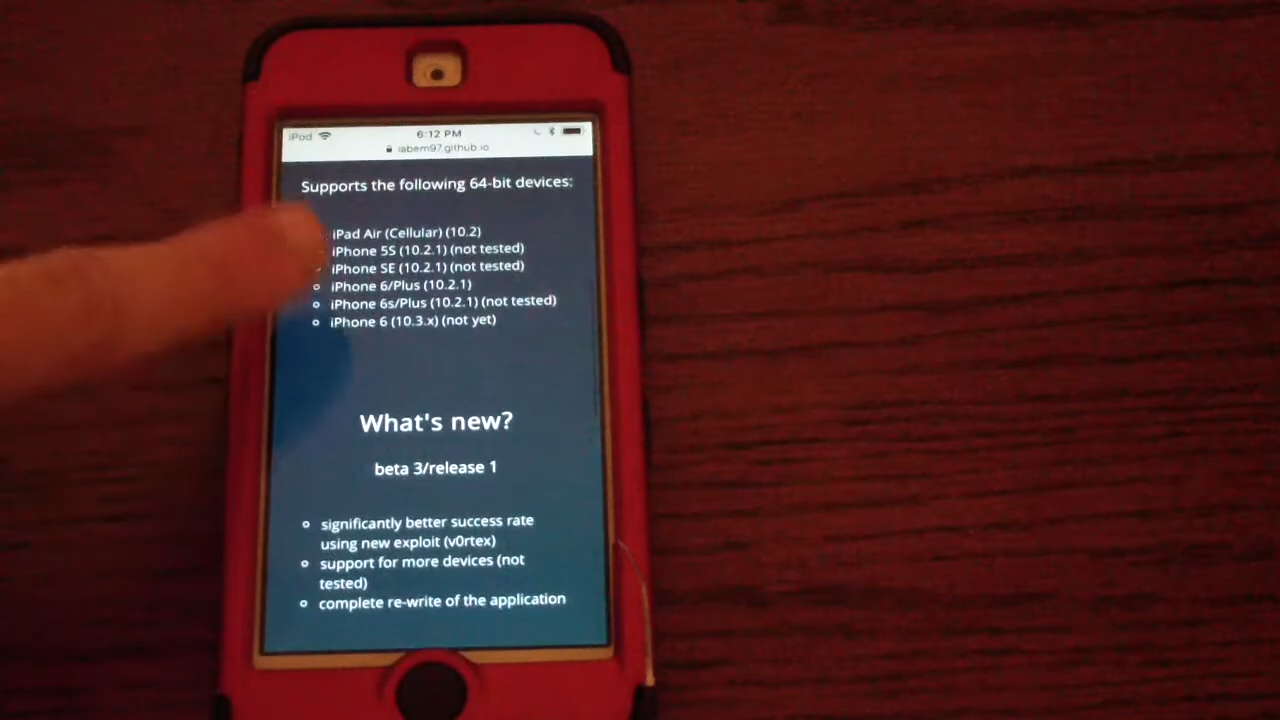 iPod
6:12 PM
iabem97.github.io
Supports the following 64-bit devices:
iPad Air (Cellular) (10.2)
iPhone 5S (10.2.1) (not tested)
iPhone SE (10.2.1) (not tested)
iPhone 6/Plus (10.2.1)
iPhone 6s/Plus (10.2.1) (not tested)
iPhone 6 (10.3.x) (not yet)
What's new?
beta 3/release 1
significantly better success rate
using new exploit (v0rtex)
support for more devices (not
tested)
complete re-write of the application